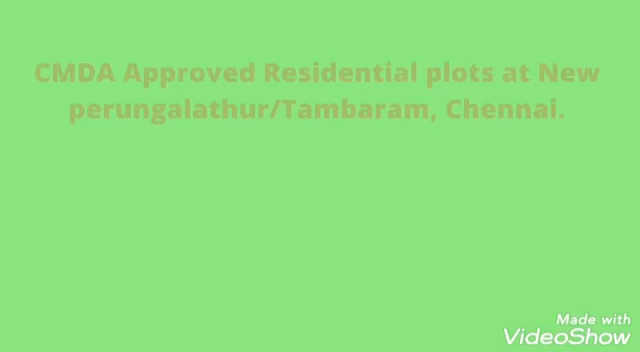 CMDA Approved Residential plots at New
perungalathur/Tambaram, Chennai.
Made with
VideoShow